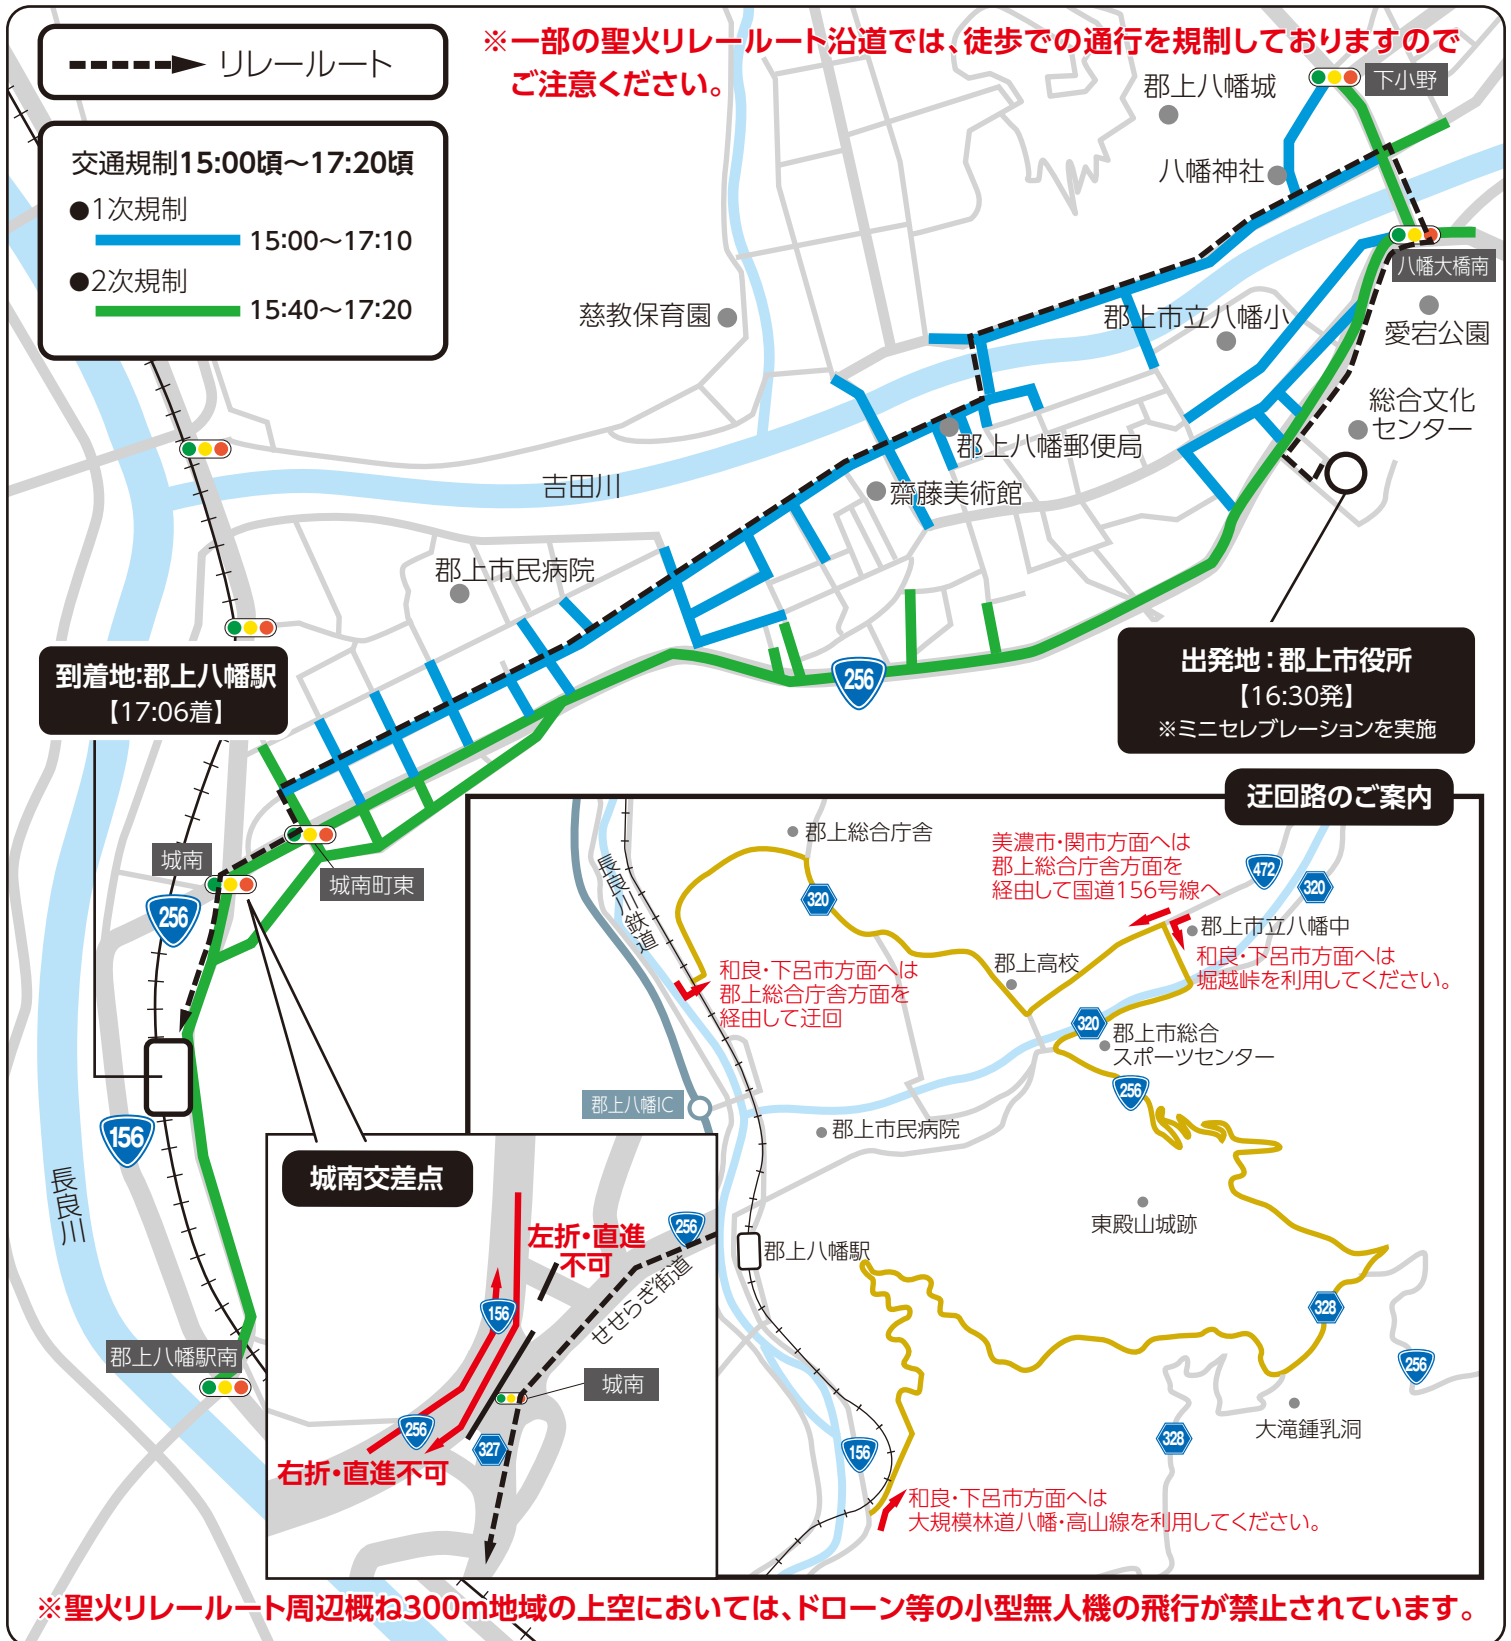 ※一部の聖火リレールート沿道では、徒歩での通行を規制しておりますので
ご注意ください。
リレールート
交通規制15:00頃〜17:20頃
●1次規制
15:00〜17:10
●2次規制
15:40〜17:20
下小野
郡上八幡城
八幡神社
八幡大橋南
慈教保育園
郡上市立八幡小
愛宕公園
総合文化
センター
郡上八幡郵便局
吉田川
齋藤美術館
郡上市民病院
到着地:郡上八幡駅
【17:06着】
256
出発地:郡上市役所
【16:30発】
※ミニセレブレーションを実施
城南
城南町東
256
156
長良川
郡上八幡駅南
迂回路のご案内
郡上総合庁舎
美濃市・関市方面へは
郡上総合庁舎方面を
経由して国道156号線へ
472
320
320
長良川鉄道
郡上市立八幡中
和良・下呂市方面へは
堀越峠を利用してください。
和良・下呂市方面へは
郡上総合庁舎方面を
経由して迂回
郡上高校
320
郡上市総合
スポーツセンター
256
郡上八幡IC
郡上市民病院
東殿山城跡
郡上八幡駅
328
256
大滝鍾乳洞
328
156
和良・下呂市方面へは
大規模林道八幡・高山線を利用してください。
城南交差点
左折・直進
不可
256
せせらぎ街道
156
城南
256
327
右折・直進不可
※聖火リレールート周辺概ね300m地域の上空においては、ドローン等の小型無人機の飛行が禁止されています。